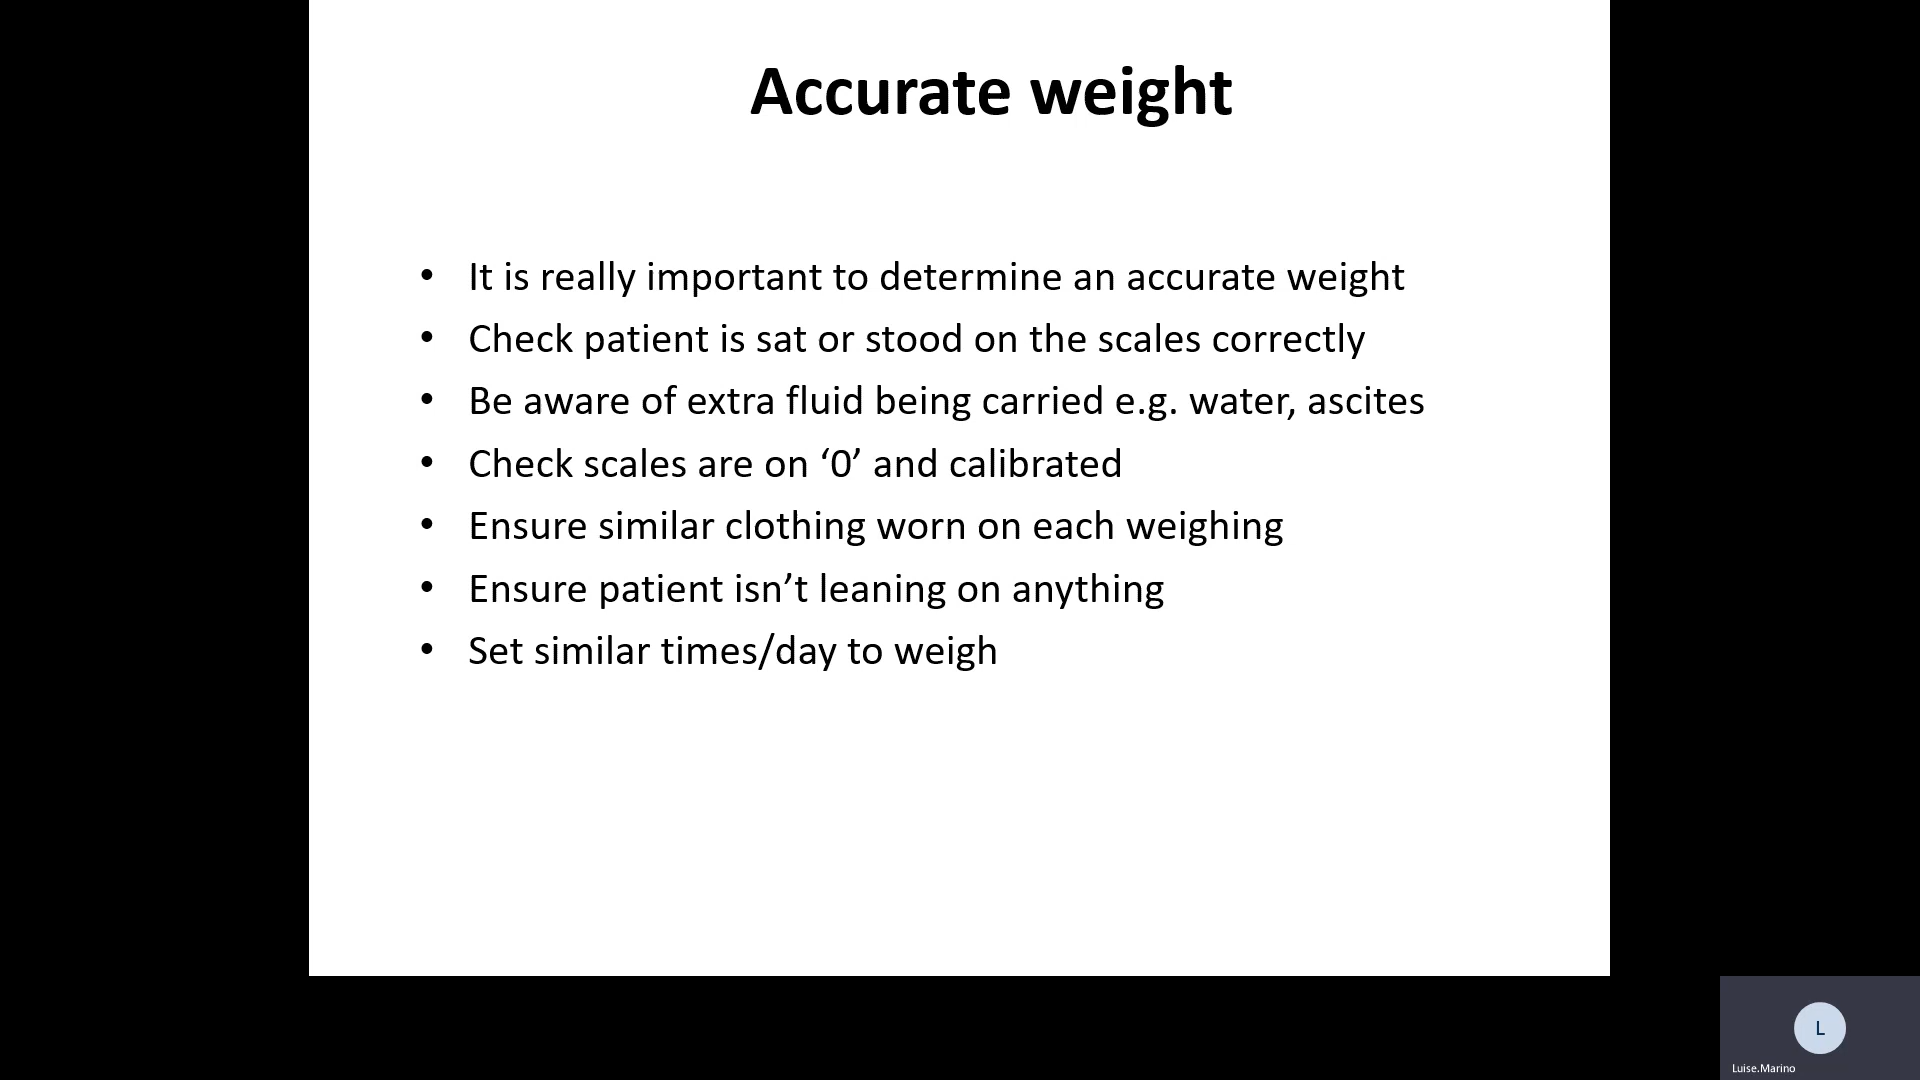 Accurate weight
• It is really important to determine an accurate weight
• Check patient is sat or stood on the scales correctly
• Be aware of extra fluid being carried e.g. water, ascites
• Check scales are on ‘0’ and calibrated
• Ensure similar clothing worn on each weighing
• Ensure patient isn’t leaning on anything
• Set similar times/day to weigh
L
Luise.Marino